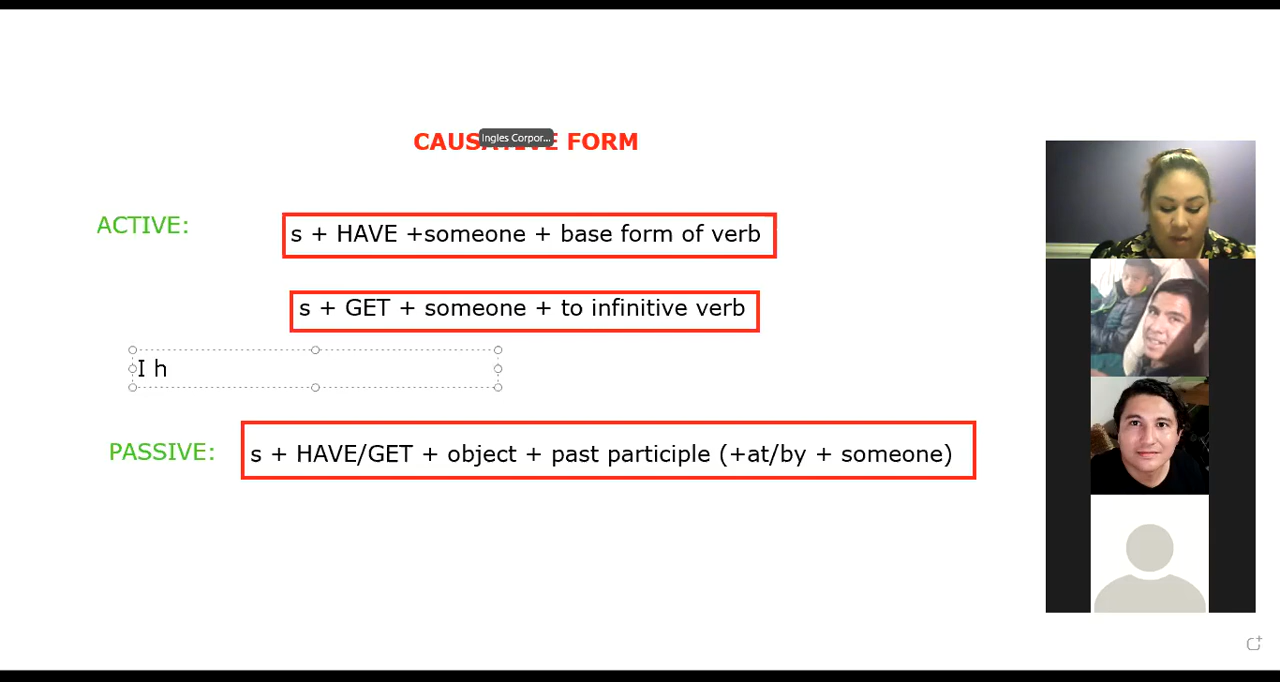 CAUSATIVE FORM
Ingles Corpor...
ACTIVE:
s + HAVE +someone + base form of verb
s + GET + someone + to infinitive verb
I h
PASSIVE:
s + HAVE/GET + object + past participle (+at/by + someone)